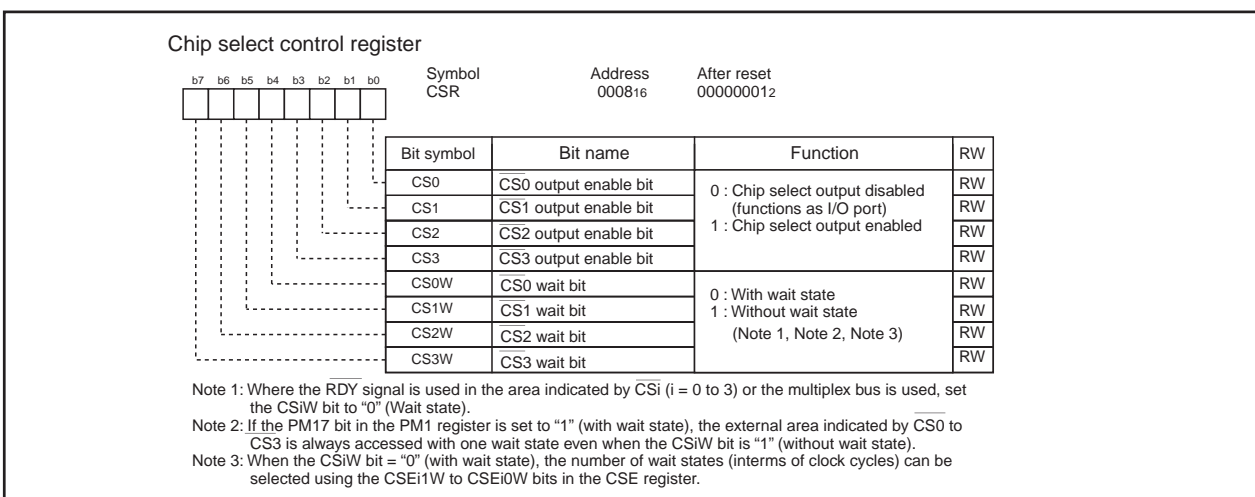 Chip select control register
Symbol Address After reset
CSR 000816 000000012
b7 b6 b5 b4 b3 b2 b1 b0
Bit symbol Bit name Function RW
CS0 CS0 output enable bit RW
CS1 CS1 output enable bit RW
CS2 CS2 output enable bit RW
CS3 CS3 output enable bit RW
0 : Chip select output disabled
(functions as I/O port)
1 : Chip select output enabled
CS0W CS0 wait bit RW
CS1W CS1 wait bit RW
CS2W CS2 wait bit RW
CS3W CS3 wait bit RW
0 : With wait state
1 : Without wait state
(Note 1, Note 2, Note 3)
Note 1: Where the RDY signal is used in the area indicated by CSi (i = 0 to 3) or the multiplex bus is used, set
the CSiW bit to “0” (Wait state).
Note 2: If the PM17 bit in the PM1 register is set to “1” (with wait state), the external area indicated by CS0 to
CS3 is always accessed with one wait state even when the CSiW bit is “1” (without wait state).
Note 3: When the CSiW bit = “0” (with wait state), the number of wait states (interms of clock cycles) can be
selected using the CSEi1W to CSEi0W bits in the CSE register.